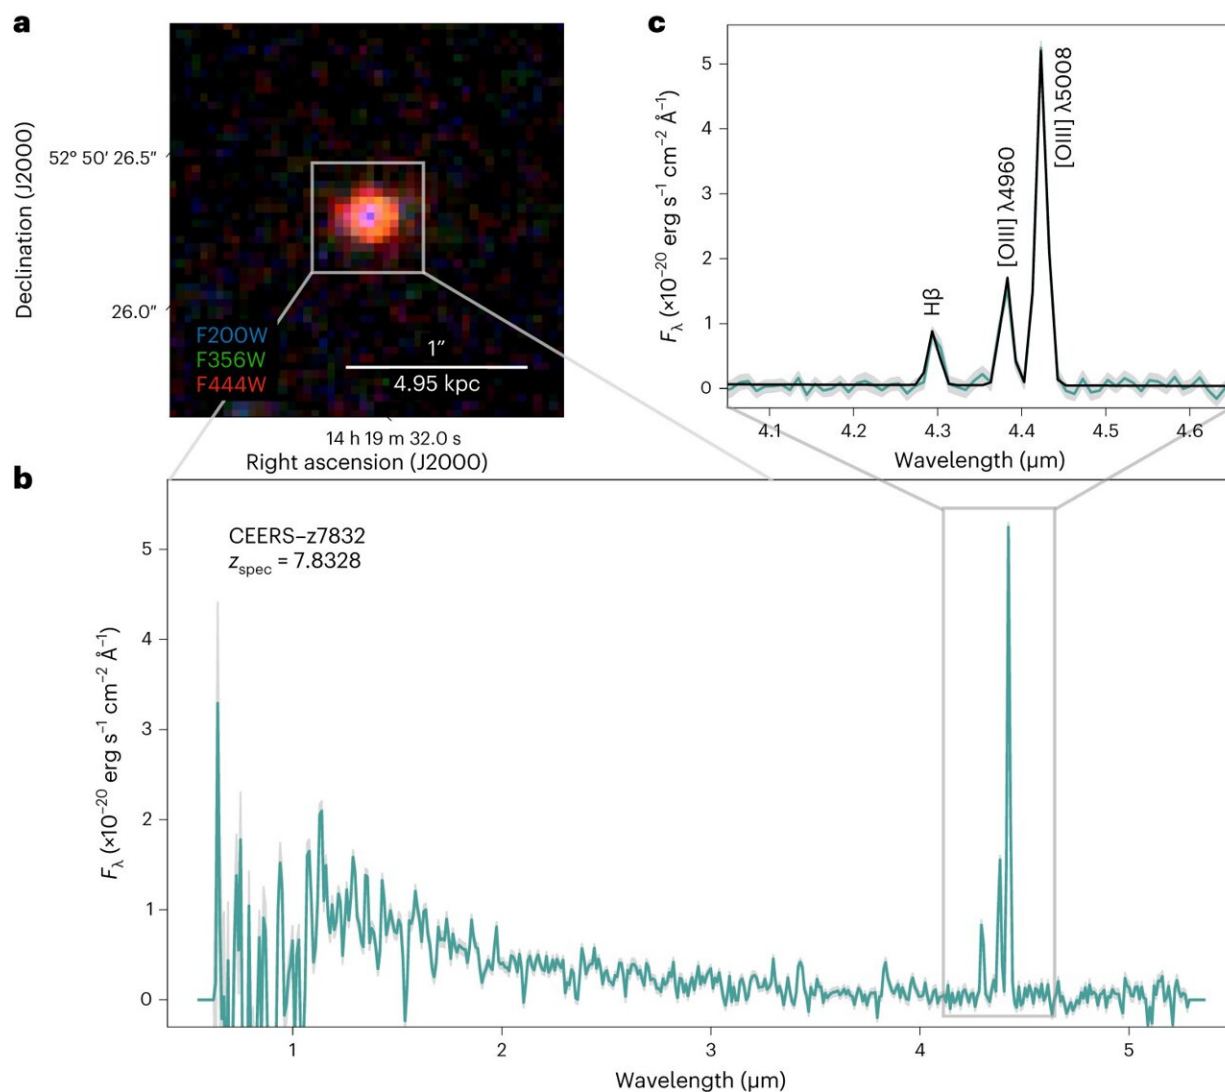 a
Declination (J2000)
52° 50′ 26.5″
26.0″
F200W
F356W
F444W
1″
4.95 kpc
14 h 19 m 32.0 s
Right ascension (J2000)
c
F_λ (×10⁻²⁰ erg s⁻¹ cm⁻² Å⁻¹)
5
4
3
2
1
0
Hβ
[OIII] λ4960
[OIII] λ5008
4.1 4.2 4.3 4.4 4.5 4.6
Wavelength (μm)
b
CEERS–z7832
z_spec = 7.8328
F_λ (×10⁻²⁰ erg s⁻¹ cm⁻² Å⁻¹)
5
4
3
2
1
0
1 2 3 4 5
Wavelength (μm)